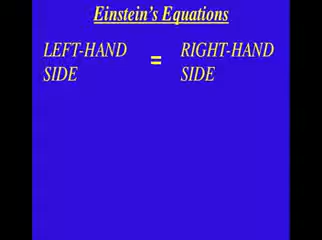 Einstein's Equations
LEFT-HAND = RIGHT-HAND
SIDE SIDE